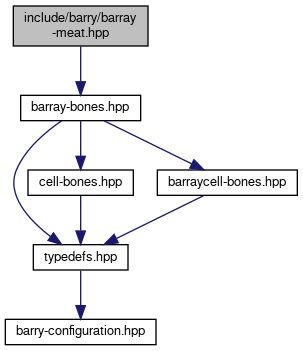 include/barry/barray
-meat.hpp
barray-bones.hpp
cell-bones.hpp
barraycell-bones.hpp
typedefs.hpp
barry-configuration.hpp